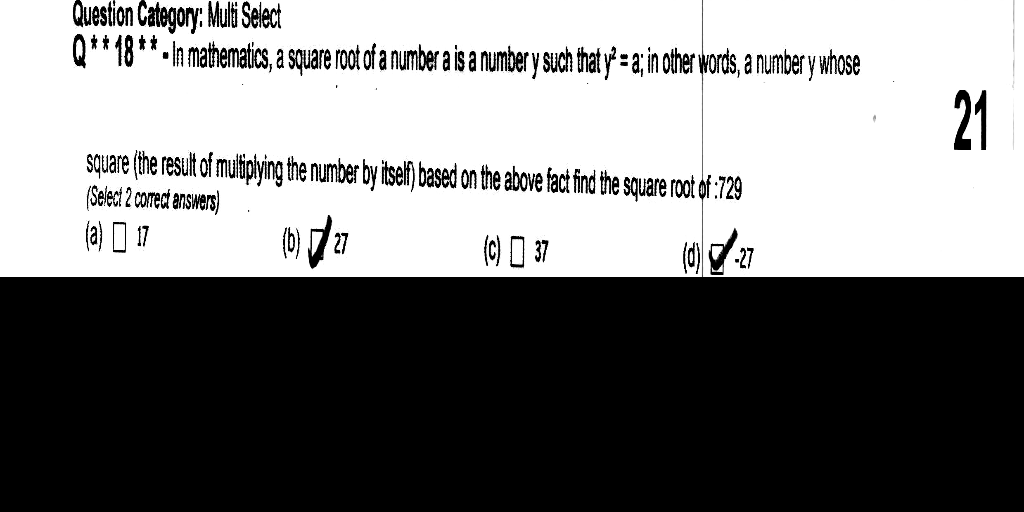 Question Category: Multi Select
Q**18** - In mathematics, a square root of a number a is a number y such that y² = a; in other words, a number y whose
21
square (the result of multiplying the number by itself) based on the above fact find the square root of :729
(Select 2 correct answers)
(a) ☐ 17 (b) ☑ 27 (c) ☐ 37 (d) ☑ -27